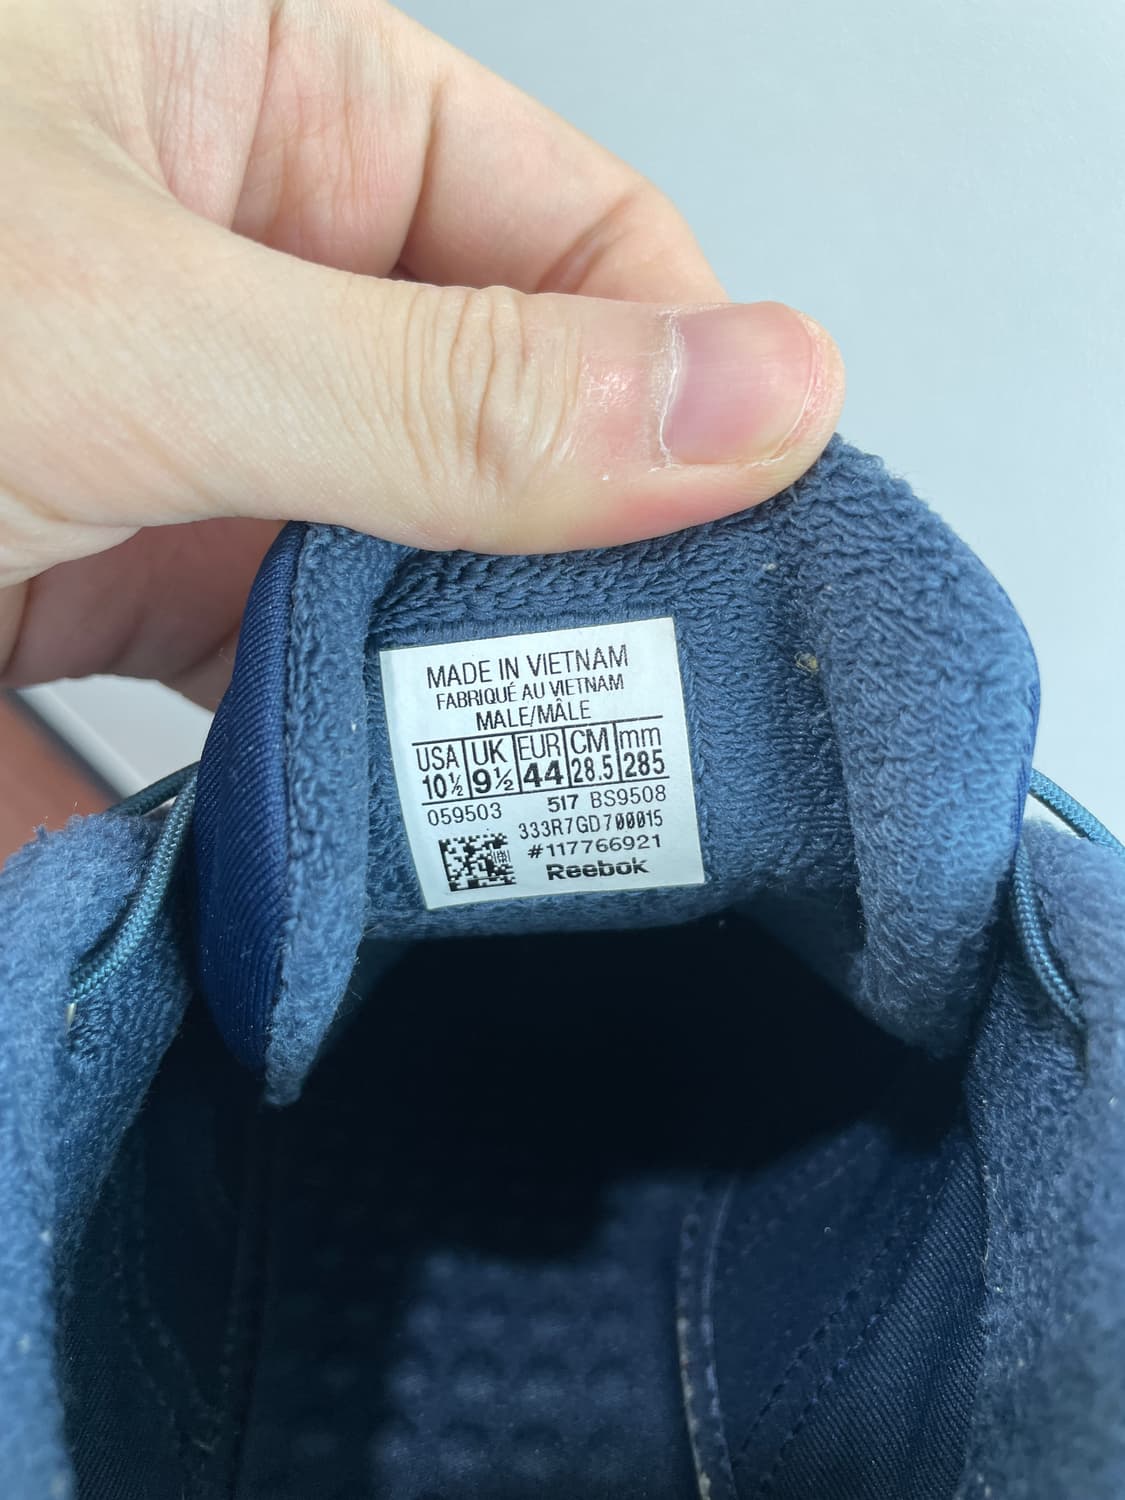 MADE IN VIETNAM
FABRIQUÉ AU VIETNAM
MALE/MÂLE
USA UK EUR CM mm
10½ 9½ 44 28.5 285
059503 517 BS9508
333R7GD700015
#117766921
Reebok